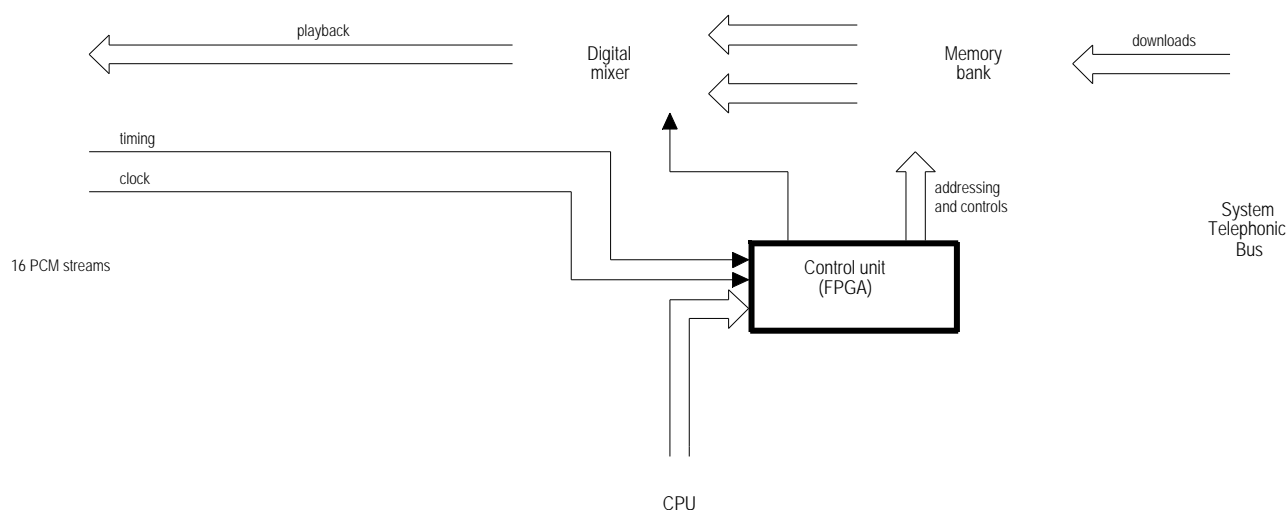 playback
Digital
mixer
Memory
bank
downloads
timing
clock
addressing
and controls
System
Telephonic
Bus
16 PCM streams
Control unit
(FPGA)
CPU